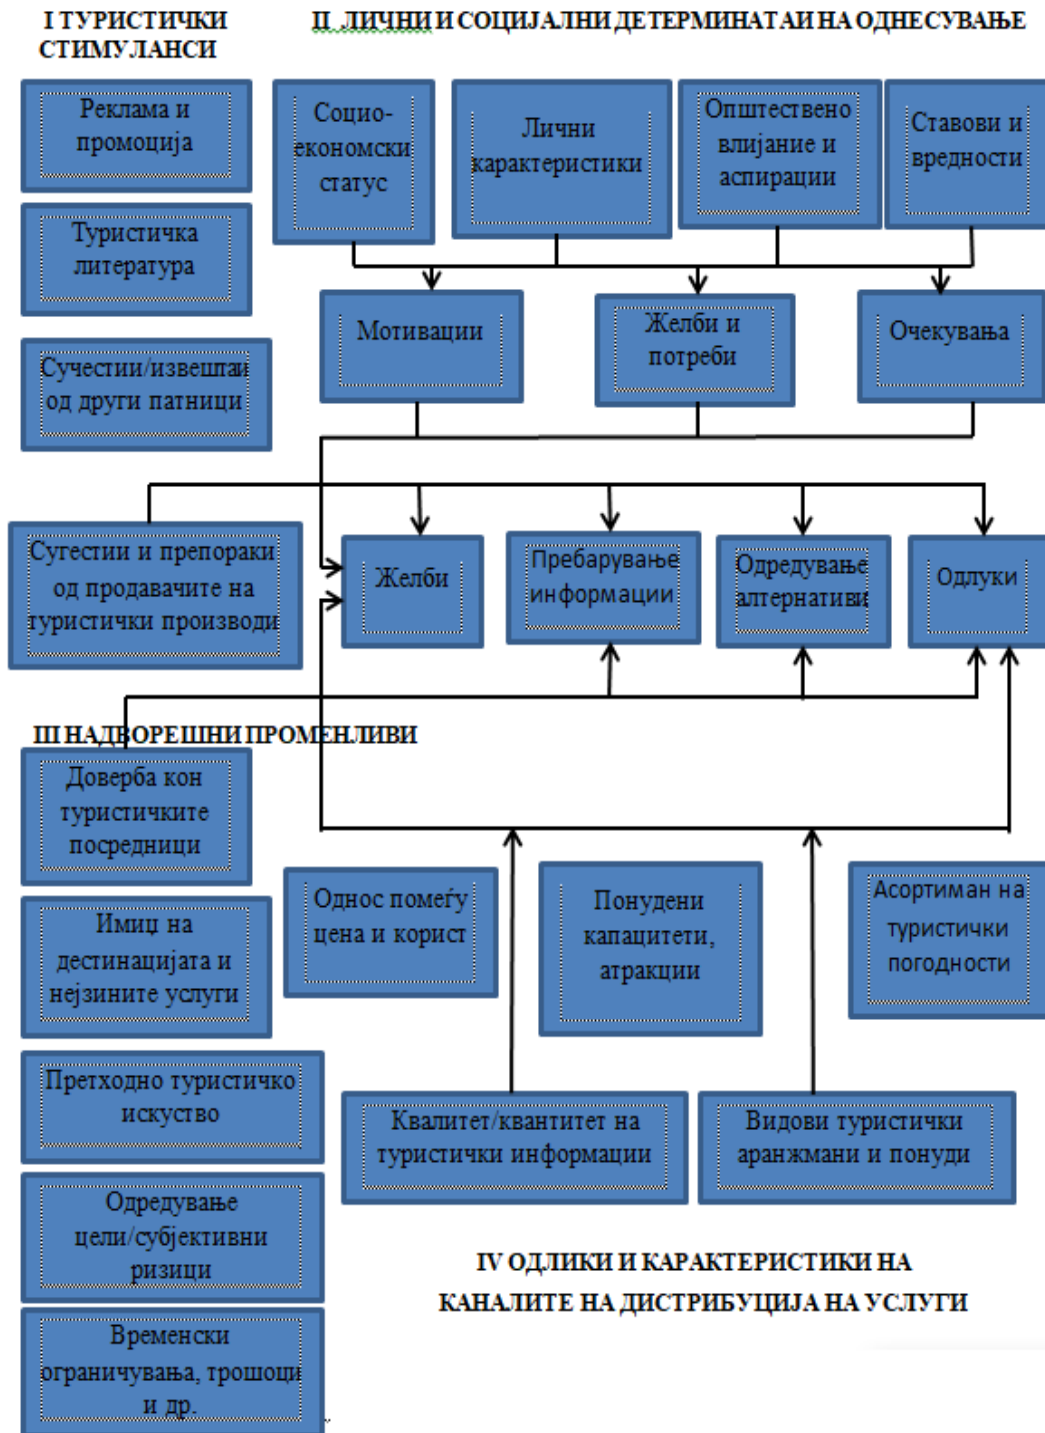 I ТУРИСТИЧКИ
СТИМУЛАНСИ
II ЛИЧНИ И СОЦИЈАЛНИ ДЕТЕРМИНАТАИ НА ОДНЕСУВАЊЕ
Реклама и
промоција
Социо-
економски
статус
Лични
карактеристики
Општествено
влијание и
аспирации
Ставови и
вредности
Туристичка
литература
Мотивации
Желби и
потреби
Очекувања
Сучестии/извештаи
од други патници
Сугестии и препораки
од продавачите на
туристички производи
Желби
Пребарување
информации
Одредување
алтернативи
Одлуки
III НАДВОРЕШНИ ПРОМЕНЛИВИ
Доверба кон
туристичките
посредници
Однос помеѓу
цена и корист
Понудени
капацитети,
атракции
Асортиман на
туристички
погодности
Имиџ на
дестинацијата и
нејзините услуги
Претходно туристичко
искуство
Квалитет/квантитет на
туристички информации
Видови туристички
аранжмани и понуди
Одредување
цели/субјективни
ризици
IV ОДЛИКИ И КАРАКТЕРИСТИКИ НА
КАНАЛИТЕ НА ДИСТРИБУЦИЈА НА УСЛУГИ
Временски
ограничувања, трошоци
и др.